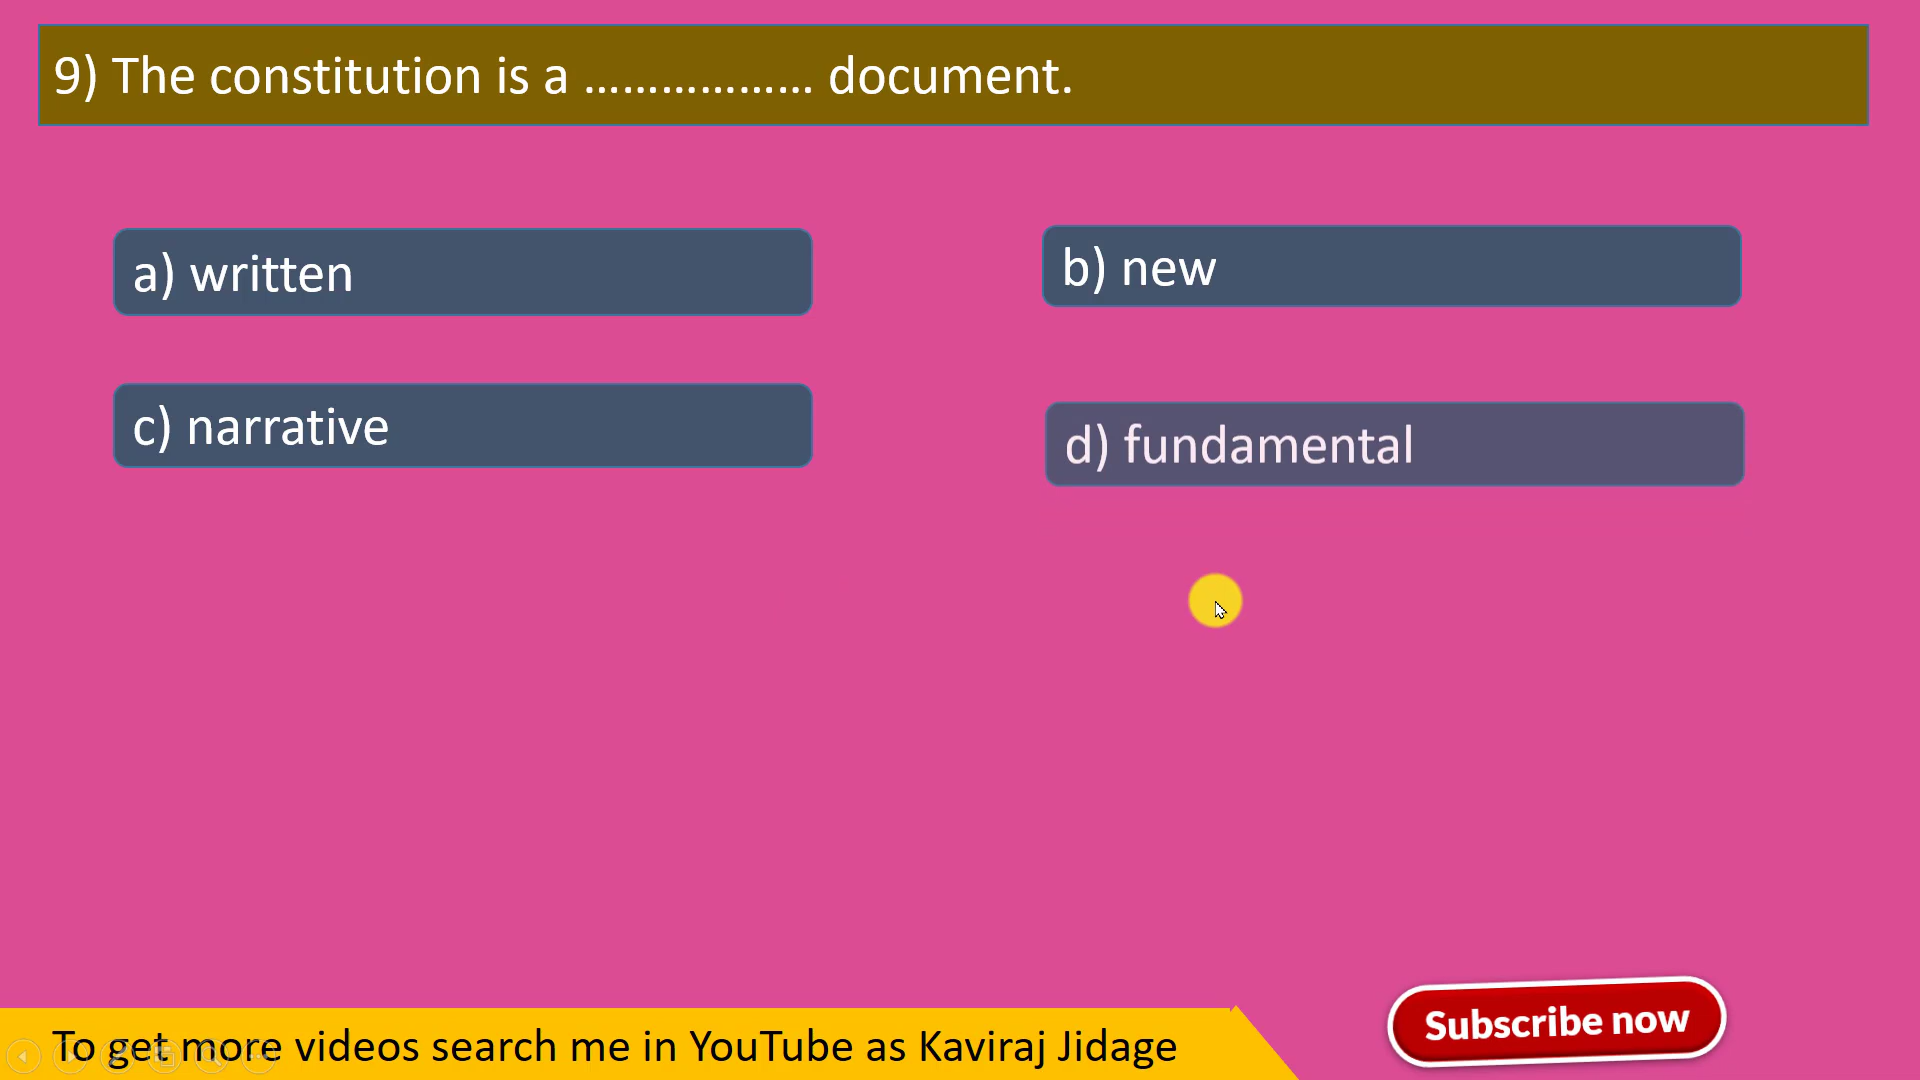 9) The constitution is a .................. document.
a) written
b) new
c) narrative
d) fundamental
To get more videos search me in YouTube as Kaviraj Jidage
Subscribe now